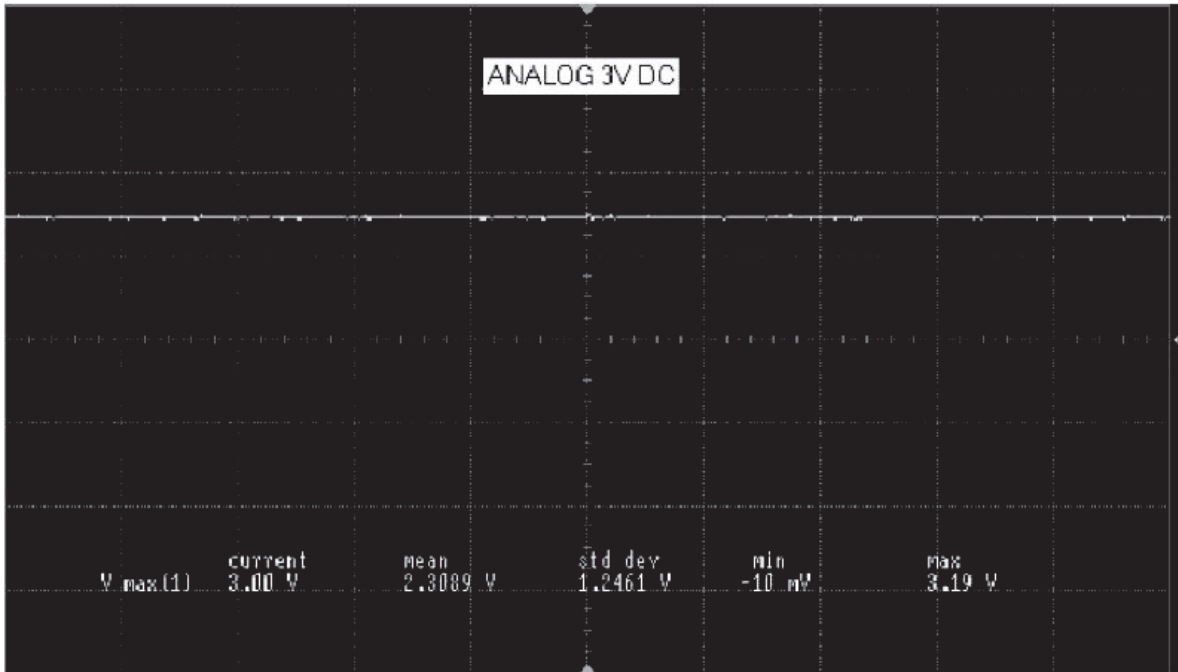 ANALOG 3V DC
current mean std dev min max
V max(1) 3.00 V 2.3089 V 1.2461 V -10 mV 3.19 V